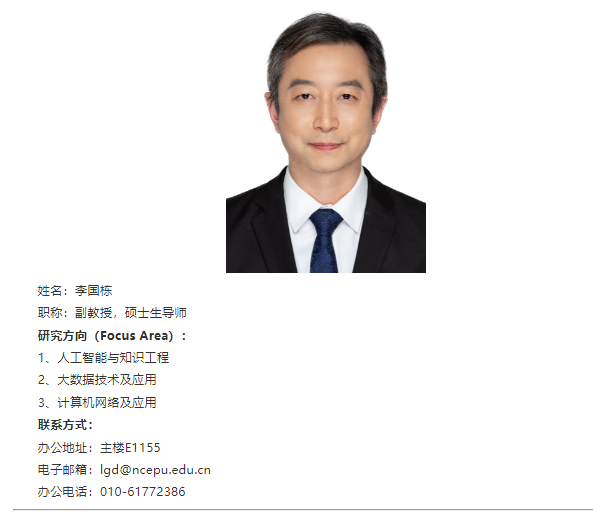 姓名：李国栋
职称：副教授，硕士生导师
研究方向（Focus Area）：
1、人工智能与知识工程
2、大数据技术及应用
3、计算机网络及应用
联系方式：
办公地址：主楼E1155
电子邮箱：lgd@ncepu.edu.cn
办公电话：010-61772386